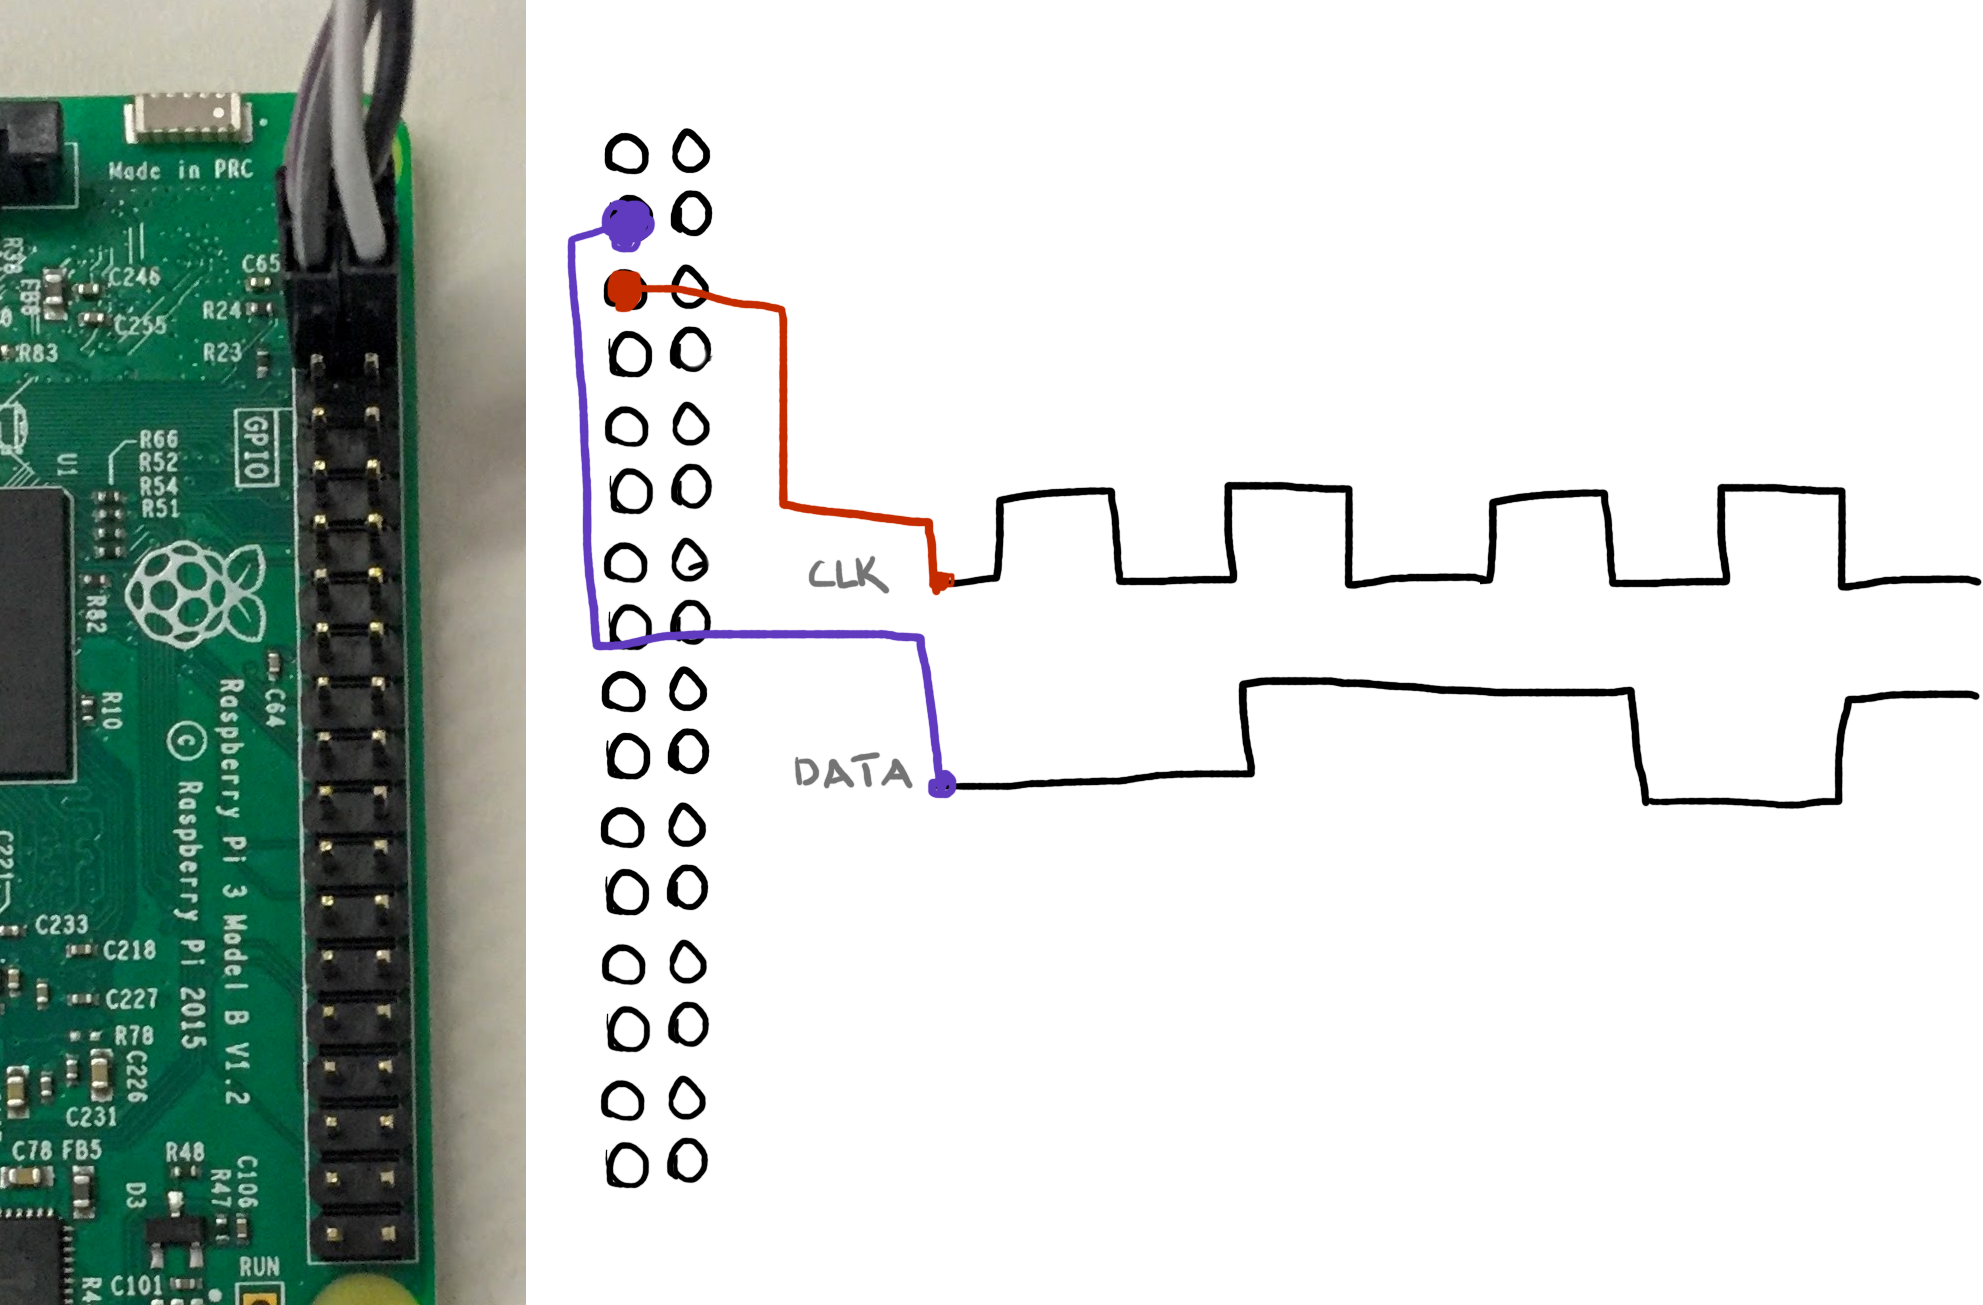 Made in PRC
C65
C246
R24
C255
R83
R23
GPIO
R66
R52
R54
R51
U1
R82
C64
R10
Raspberry Pi 3 Model B V1.2
© Raspberry Pi 2015
C233
C218
C227
R78
C226
C231
C78
FB5
R48
C106
R47
D3
RUN
C101
CLK
DATA